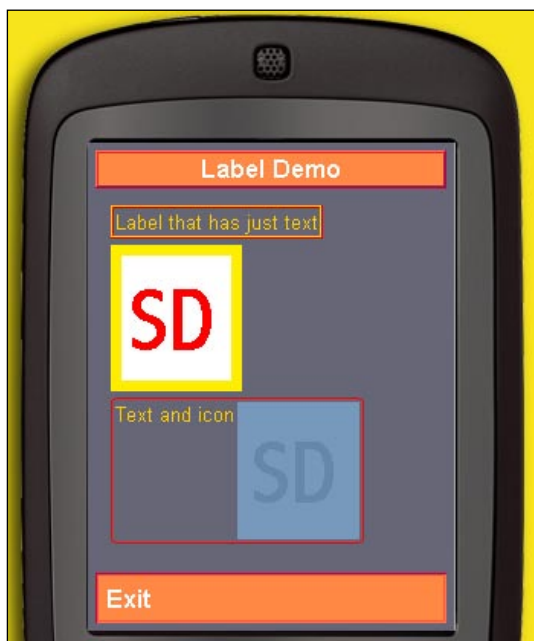 Label Demo
Label that has just text
SD
Text and icon
SD
Exit